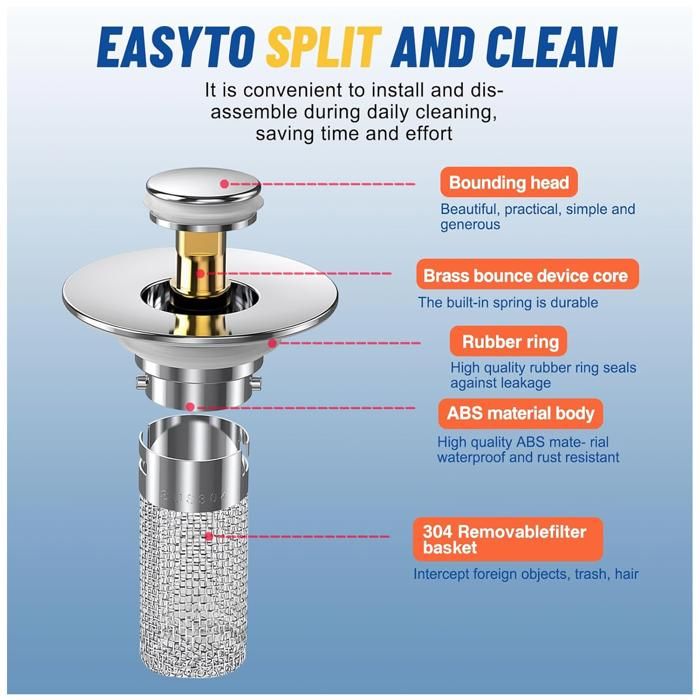 EASYTO SPLIT AND CLEAN
It is convenient to install and dis-
assemble during daily cleaning,
saving time and effort
Bounding head
Beautiful, practical, simple and
generous
Brass bounce device core
The built-in spring is durable
Rubber ring
High quality rubber ring seals
against leakage
ABS material body
High quality ABS mate- rial
waterproof and rust resistant
304 Removablefilter
basket
Intercept foreign objects, trash, hair